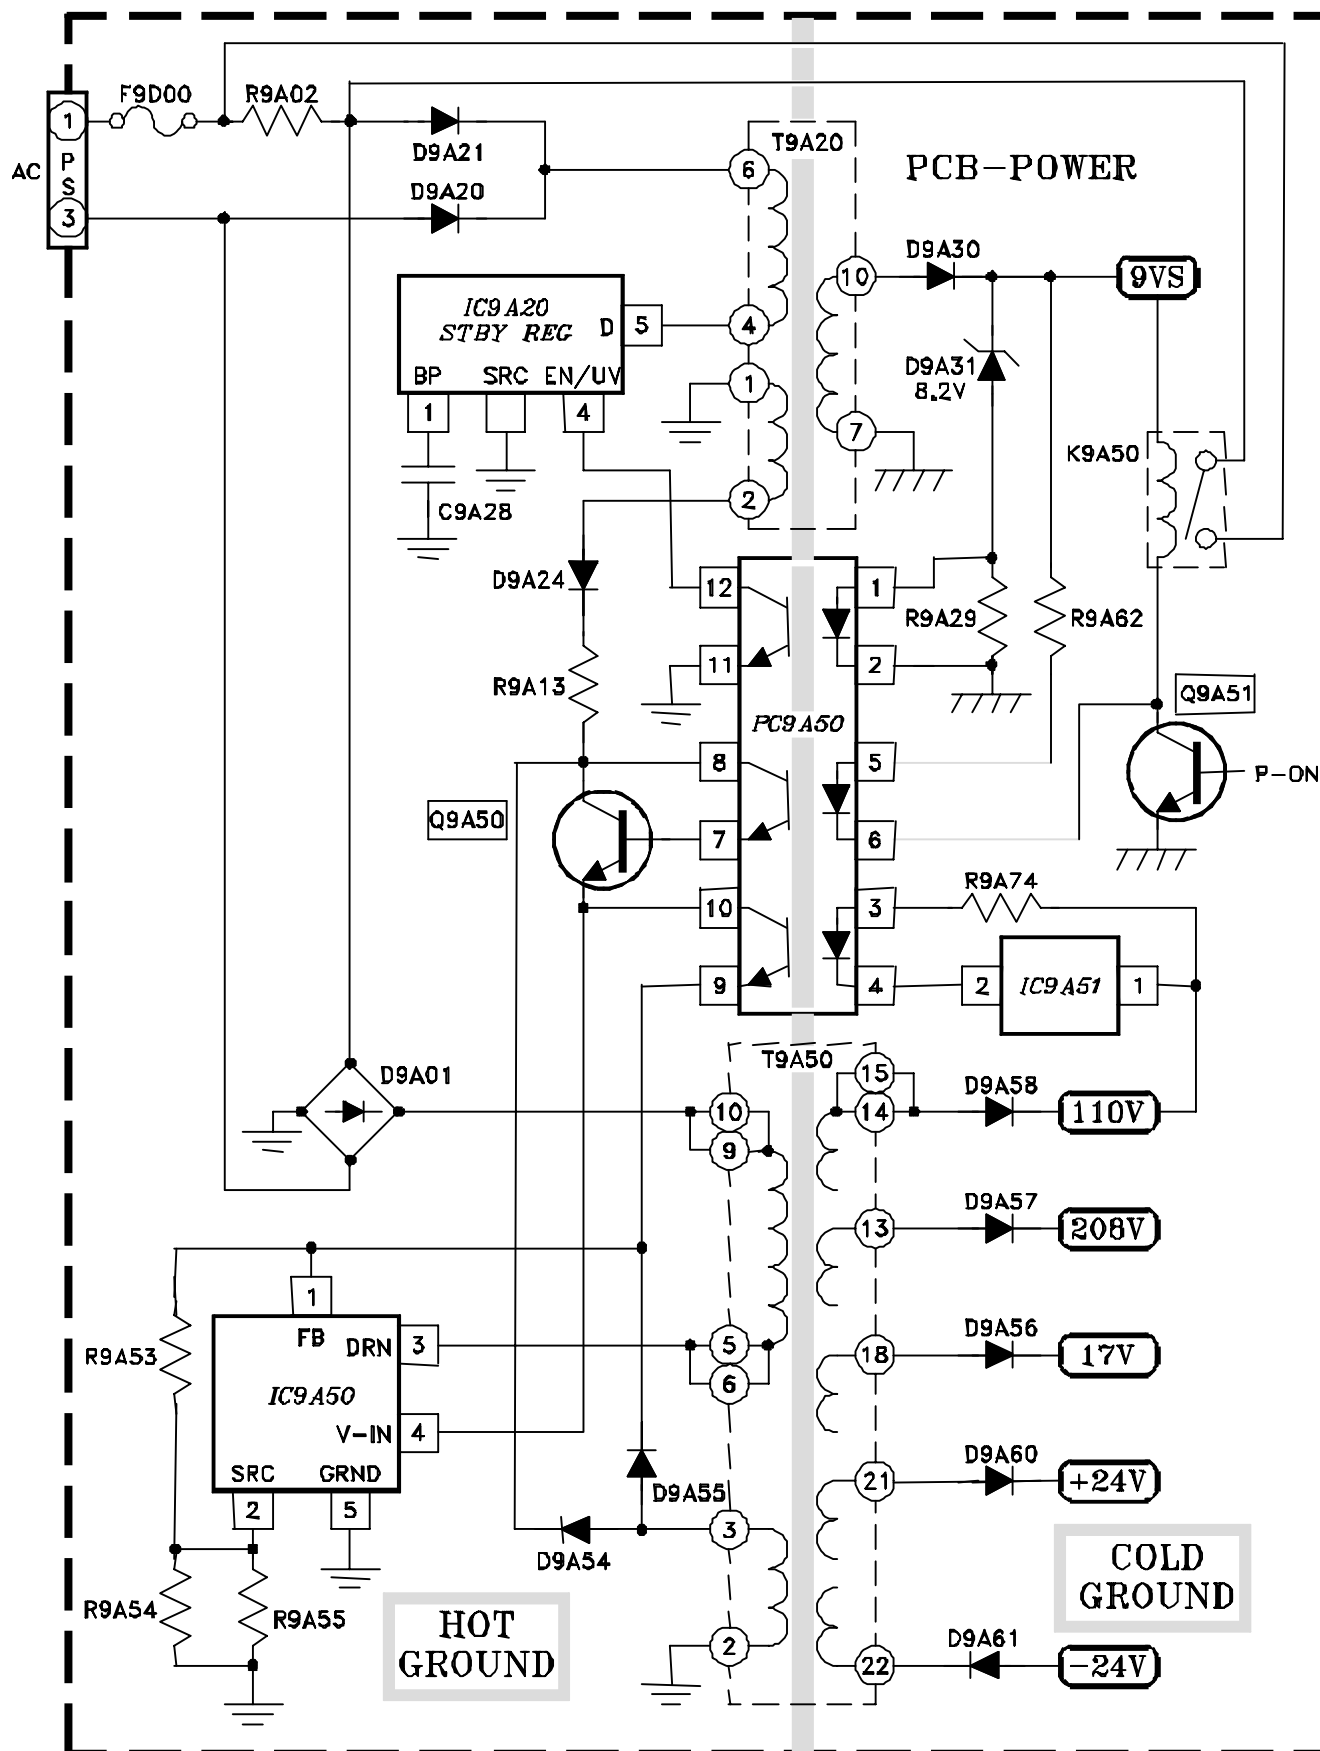 F9D00
R9A02
1
AC
P
S
3
D9A21
D9A20
T9A20
6
PCB-POWER
D9A30
10
9VS
IC9A20
STBY REG
D
5
4
BP
SRC
EN/UV
1
4
1
D9A31
8.2V
7
K9A50
2
C9A28
D9A24
12
1
R9A29
R9A62
11
2
R9A13
Q9A51
PC9A50
8
5
P-ON
Q9A50
7
6
R9A74
10
3
9
4
2
IC9A51
1
T9A50
15
D9A01
D9A58
10
14
110V
9
D9A57
13
208V
1
FB
DRN
3
R9A53
5
18
D9A56
17V
6
IC9A50
V-IN
4
SRC
GRND
D9A60
21
+24V
2
5
D9A55
3
D9A54
COLD
GROUND
R9A54
R9A55
HOT
GROUND
2
D9A61
22
-24V